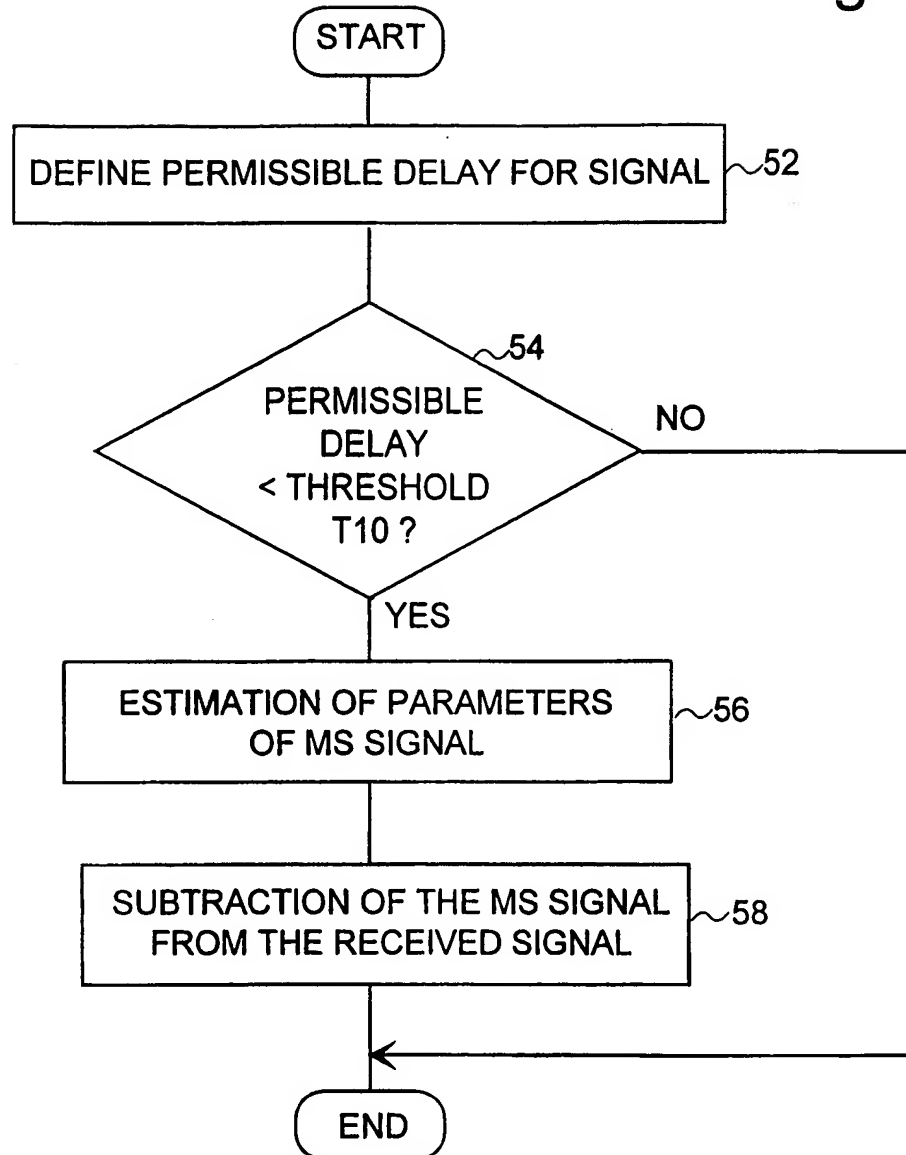 START
DEFINE PERMISSIBLE DELAY FOR SIGNAL
52
54
PERMISSIBLE
DELAY
< THRESHOLD
T10 ?
NO
YES
ESTIMATION OF PARAMETERS
OF MS SIGNAL
56
SUBTRACTION OF THE MS SIGNAL
FROM THE RECEIVED SIGNAL
58
END